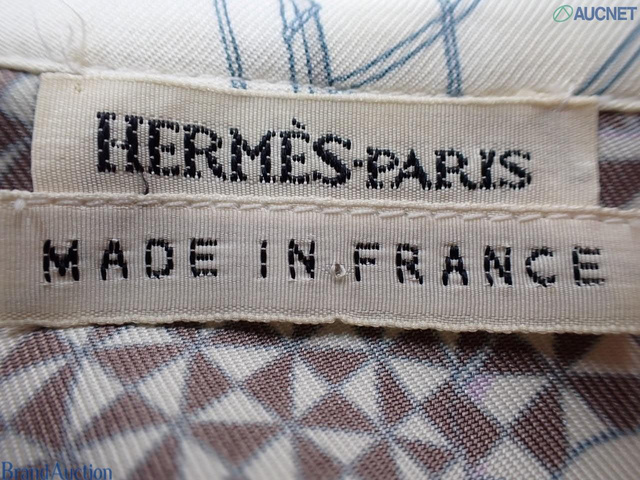 AUCNET
HERMÈS-PARIS
MADE IN FRANCE
BrandAuction